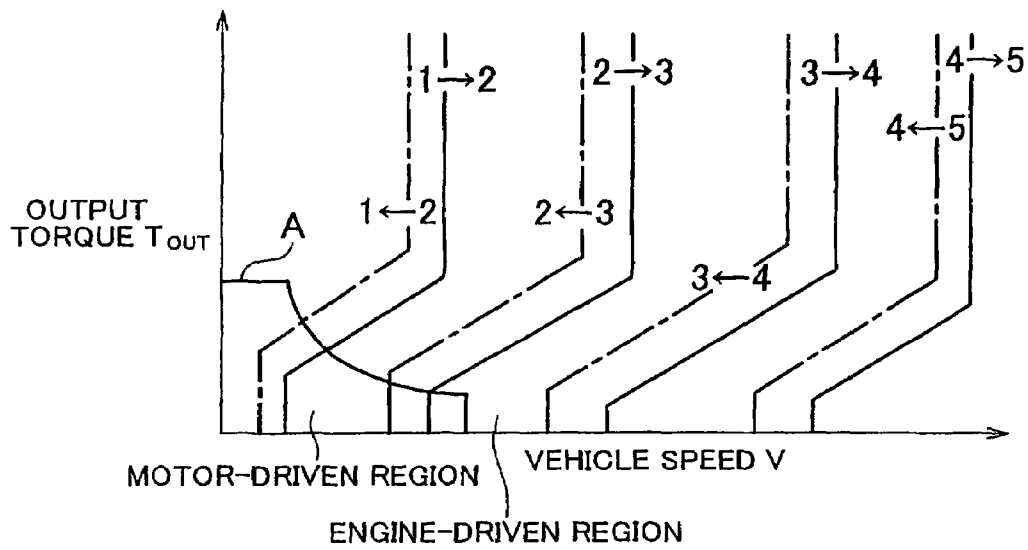 1→2
2→3
3→4
4→5
4←5
1←2
2←3
OUTPUT
TORQUE TOUT
A
3←4
MOTOR-DRIVEN REGION
VEHICLE SPEED V
ENGINE-DRIVEN REGION